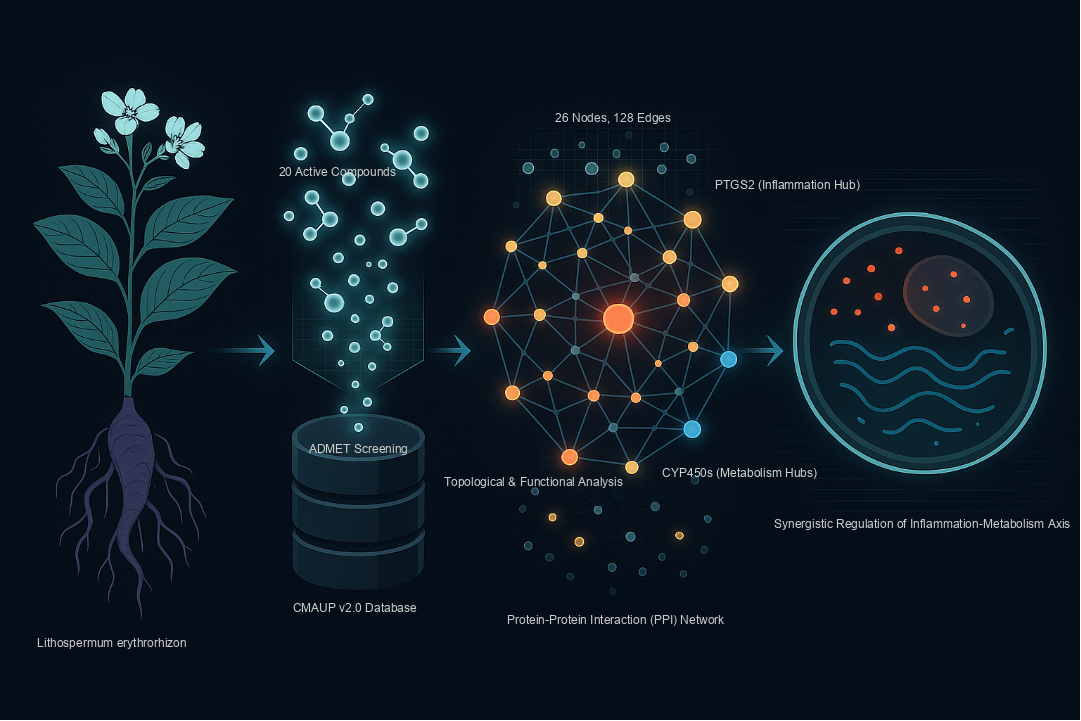 26 Nodes, 128 Edges
20 Active Compounds
PTGS2 (Inflammation Hub)
ADMET Screening
CYP450s (Metabolism Hubs)
Topological & Functional Analysis
Synergistic Regulation of Inflammation-Metabolism Axis
CMAUP v2.0 Database
Protein-Protein Interaction (PPI) Network
Lithospermum erythrorhizon